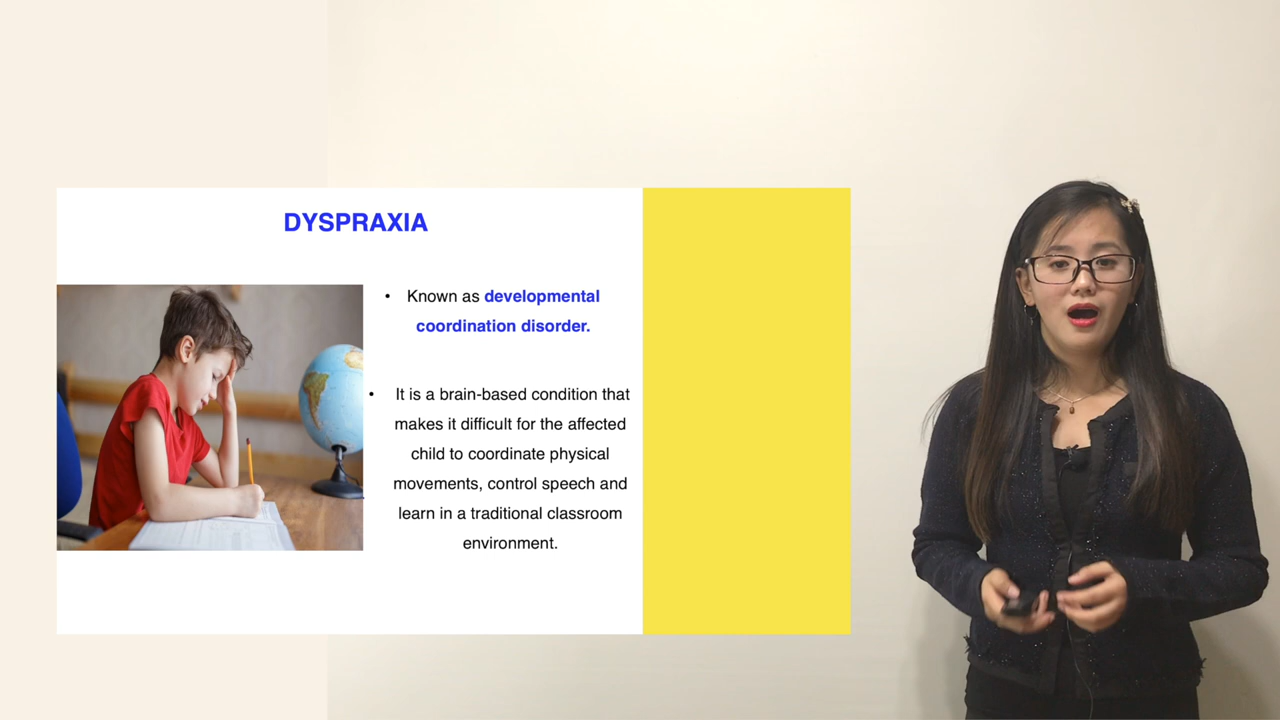 DYSPRAXIA
• Known as developmental
coordination disorder.
• It is a brain-based condition that
makes it difficult for the affected
child to coordinate physical
movements, control speech and
learn in a traditional classroom
environment.